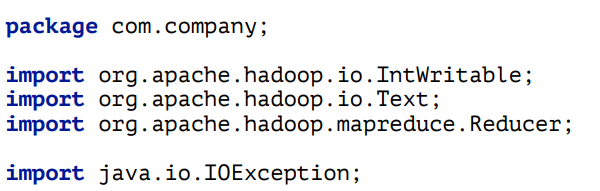 package com.company;
import org.apache.hadoop.io.IntWritable;
import org.apache.hadoop.io.Text;
import org.apache.hadoop.mapreduce.Reducer;
import java.io.IOException;